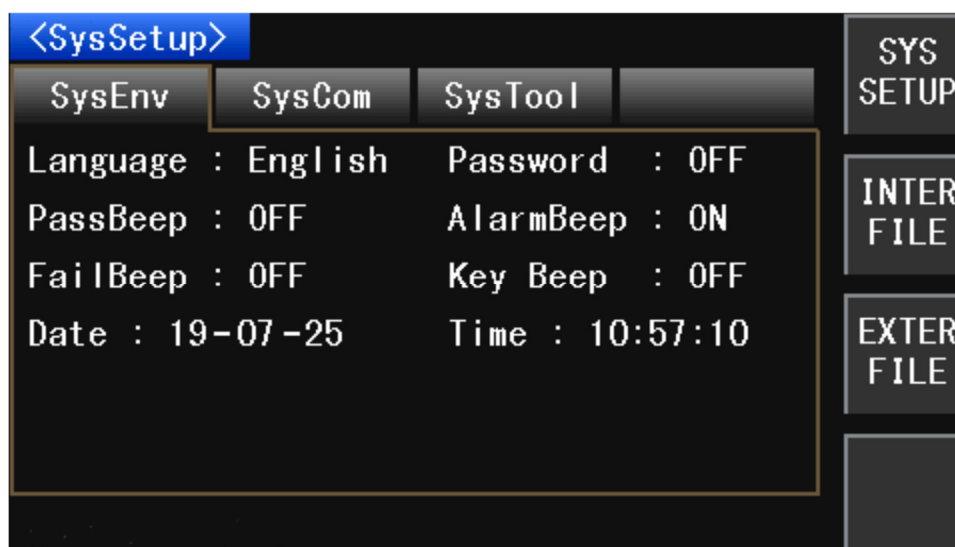 <SysSetup>
SysEnv SysCom SysTool
Language : English Password : OFF
PassBeep : OFF AlarmBeep : ON
FailBeep : OFF Key Beep : OFF
Date : 19-07-25 Time : 10:57:10
SYS
SETUP
INTER
FILE
EXTER
FILE